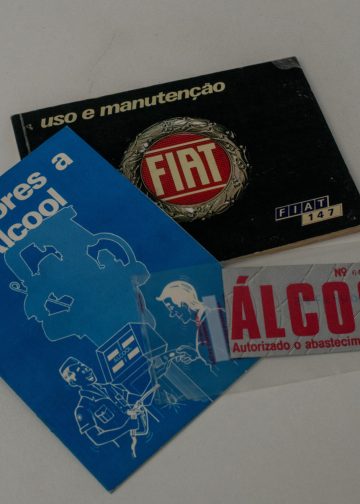 uso e manutenção
FIAT
FIAT
147
ores a
lcool
Nº
ÁLCOO
Autorizado o abastecim